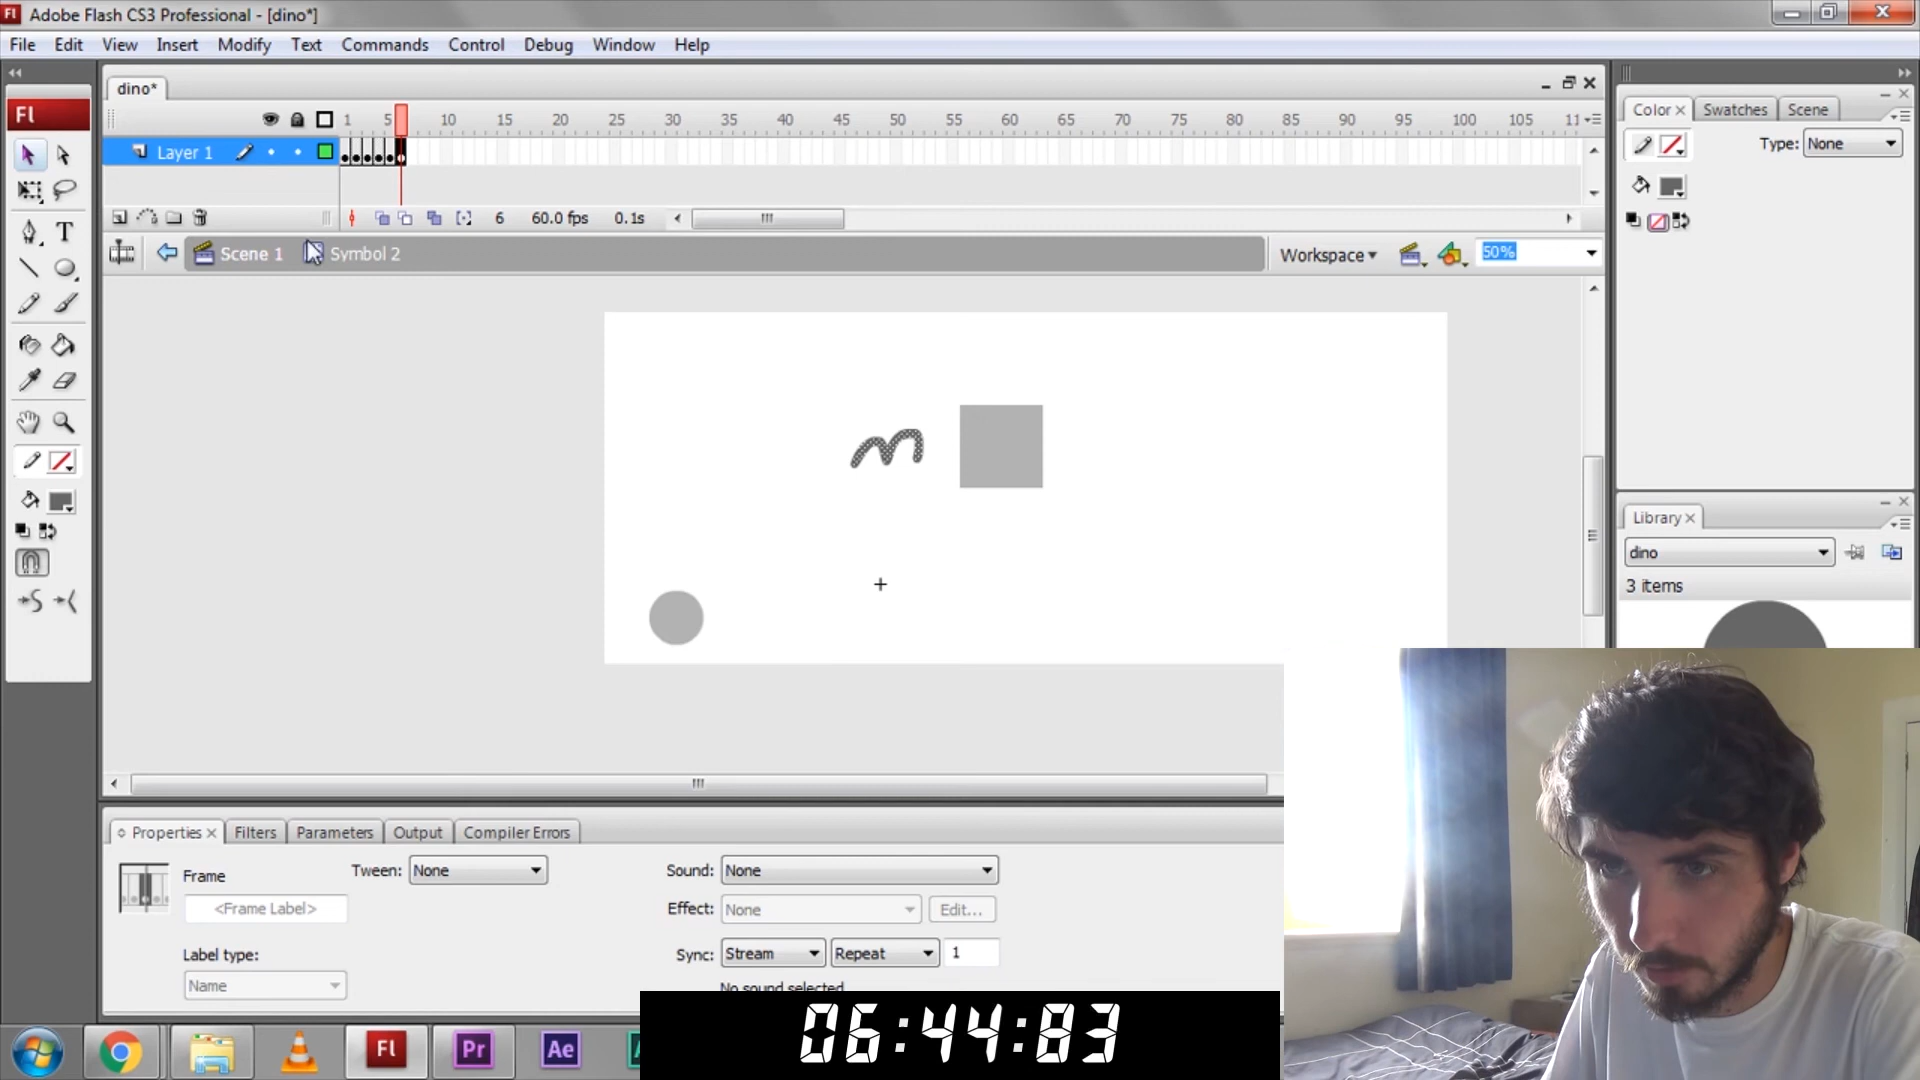 Fl Adobe Flash CS3 Professional - [dino*]
File Edit View Insert Modify Text Commands Control Debug Window Help
dino*
Fl
1 5 10 15 20 25 30 35 40 45 50 55 60 65 70 75 80 85 90 95 100 105 11
Layer 1
6 60.0 fps 0.1s
Scene 1 Symbol 2 Workspace 50%
Color Swatches Scene
Type: None
Library
dino
3 items
Properties Filters Parameters Output Compiler Errors
Frame Tween: None Sound: None
<Frame Label> Effect: None Edit...
Label type: Sync: Stream Repeat 1
Name No sound selected
06:44:83
Fl Pr Ae